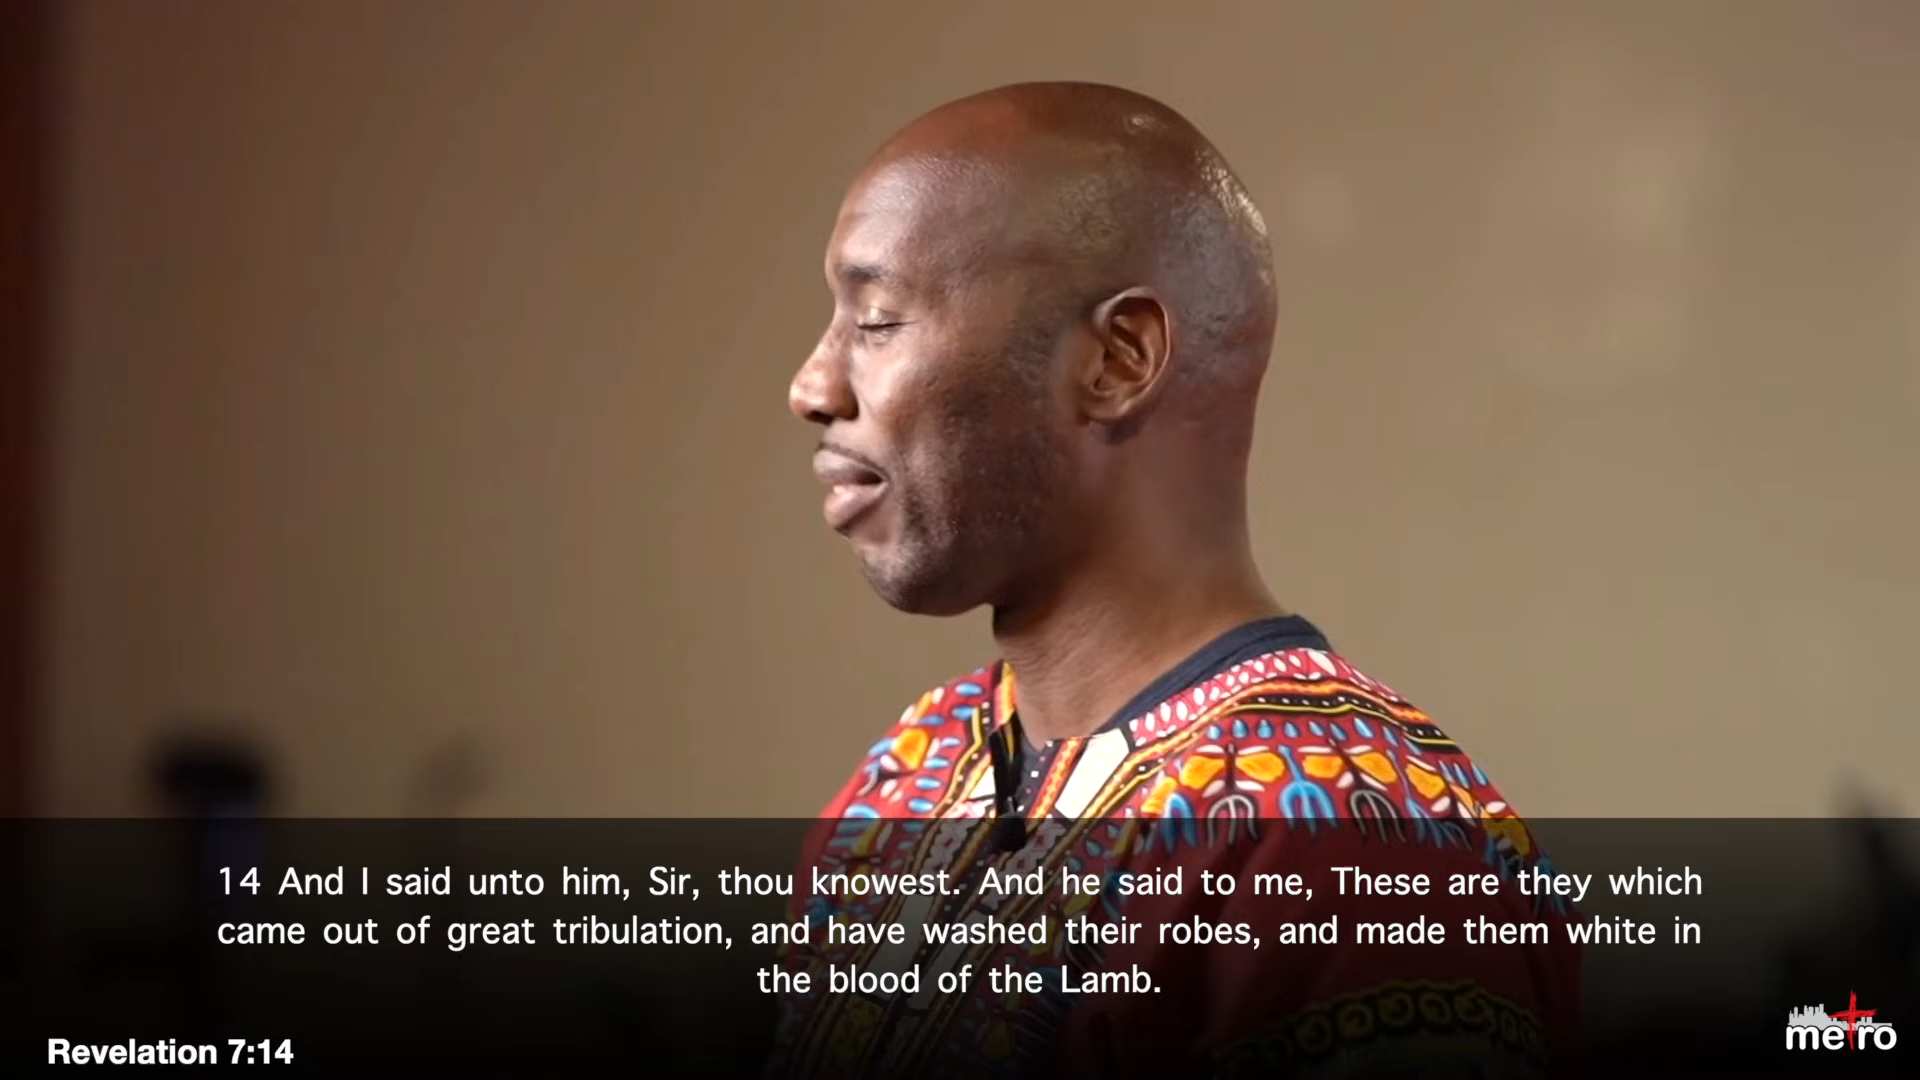 14 And I said unto him, Sir, thou knowest. And he said to me, These are they which
came out of great tribulation, and have washed their robes, and made them white in
the blood of the Lamb.
Revelation 7:14
metro